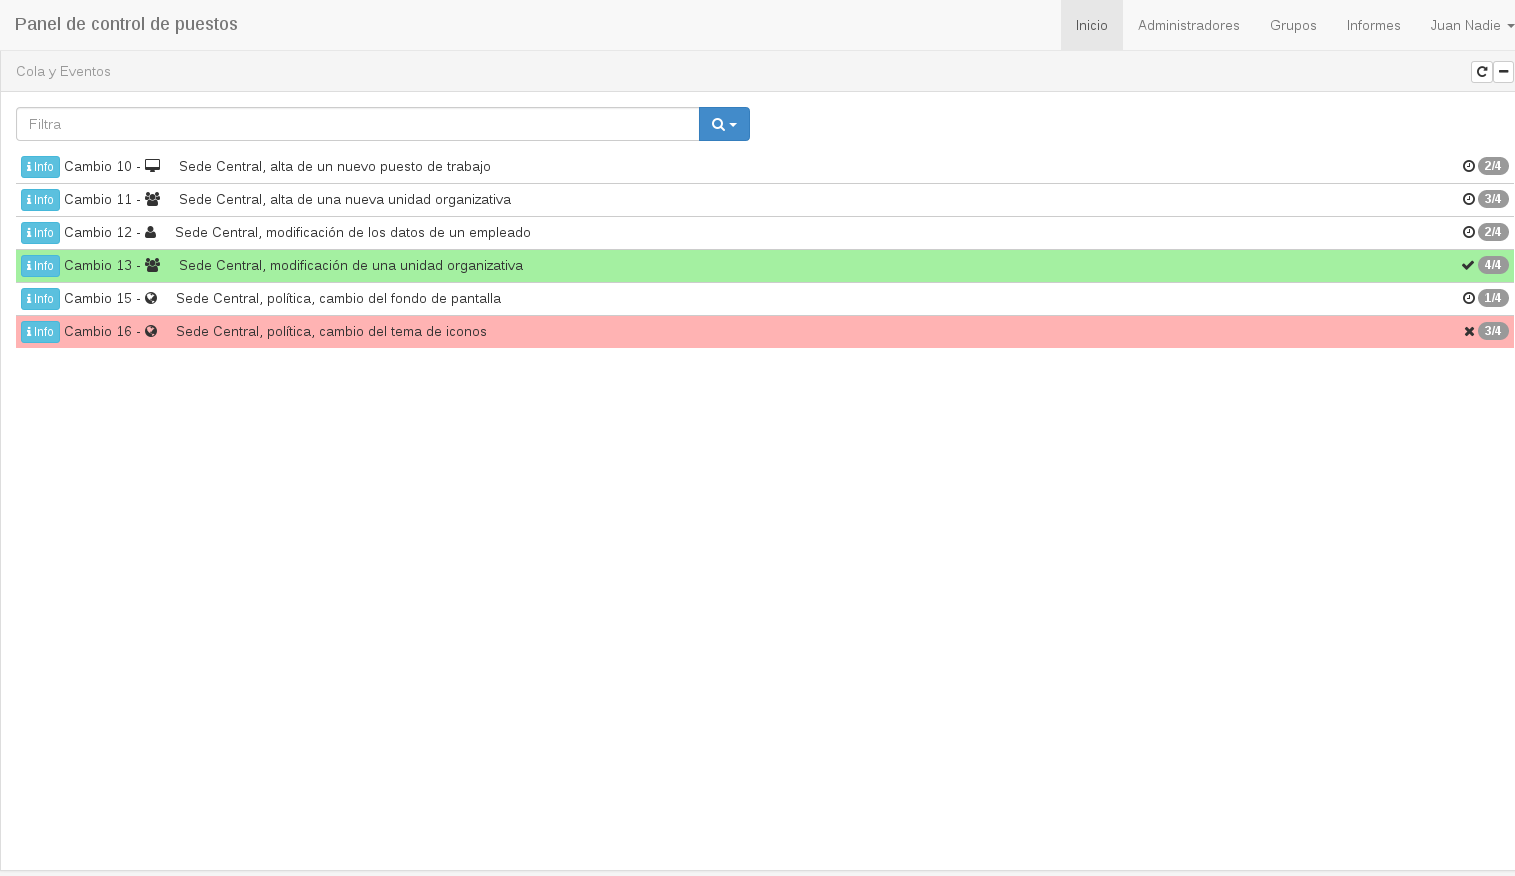 Panel de control de puestos Inicio Administradores Grupos Informes Juan Nadie
Cola y Eventos
Filtra
Info Cambio 10 - Sede Central, alta de un nuevo puesto de trabajo 2/4
Info Cambio 11 - Sede Central, alta de una nueva unidad organizativa 3/4
Info Cambio 12 - Sede Central, modificación de los datos de un empleado 2/4
Info Cambio 13 - Sede Central, modificación de una unidad organizativa 4/4
Info Cambio 15 - Sede Central, política, cambio del fondo de pantalla 1/4
Info Cambio 16 - Sede Central, política, cambio del tema de iconos 3/4